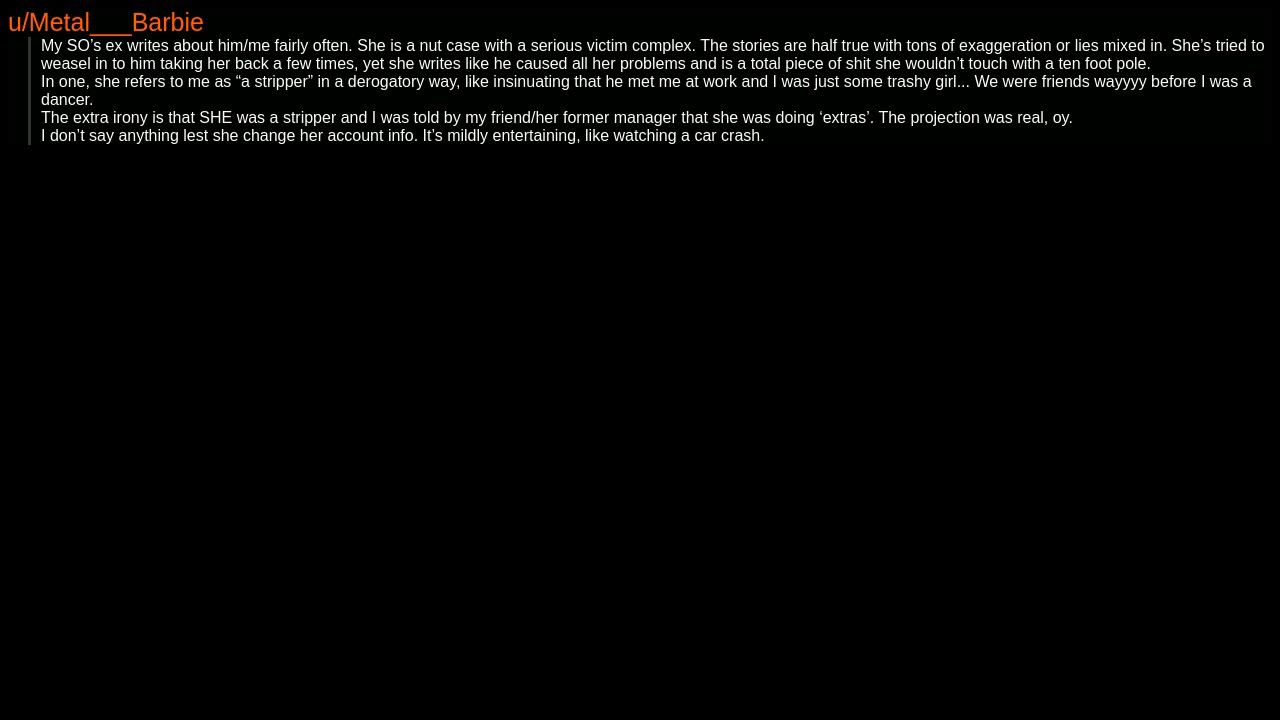 u/Metal___Barbie
My SO’s ex writes about him/me fairly often. She is a nut case with a serious victim complex. The stories are half true with tons of exaggeration or lies mixed in. She’s tried to
weasel in to him taking her back a few times, yet she writes like he caused all her problems and is a total piece of shit she wouldn’t touch with a ten foot pole.
In one, she refers to me as “a stripper” in a derogatory way, like insinuating that he met me at work and I was just some trashy girl... We were friends wayyyy before I was a
dancer.
The extra irony is that SHE was a stripper and I was told by my friend/her former manager that she was doing ‘extras’. The projection was real, oy.
I don’t say anything lest she change her account info. It’s mildly entertaining, like watching a car crash.